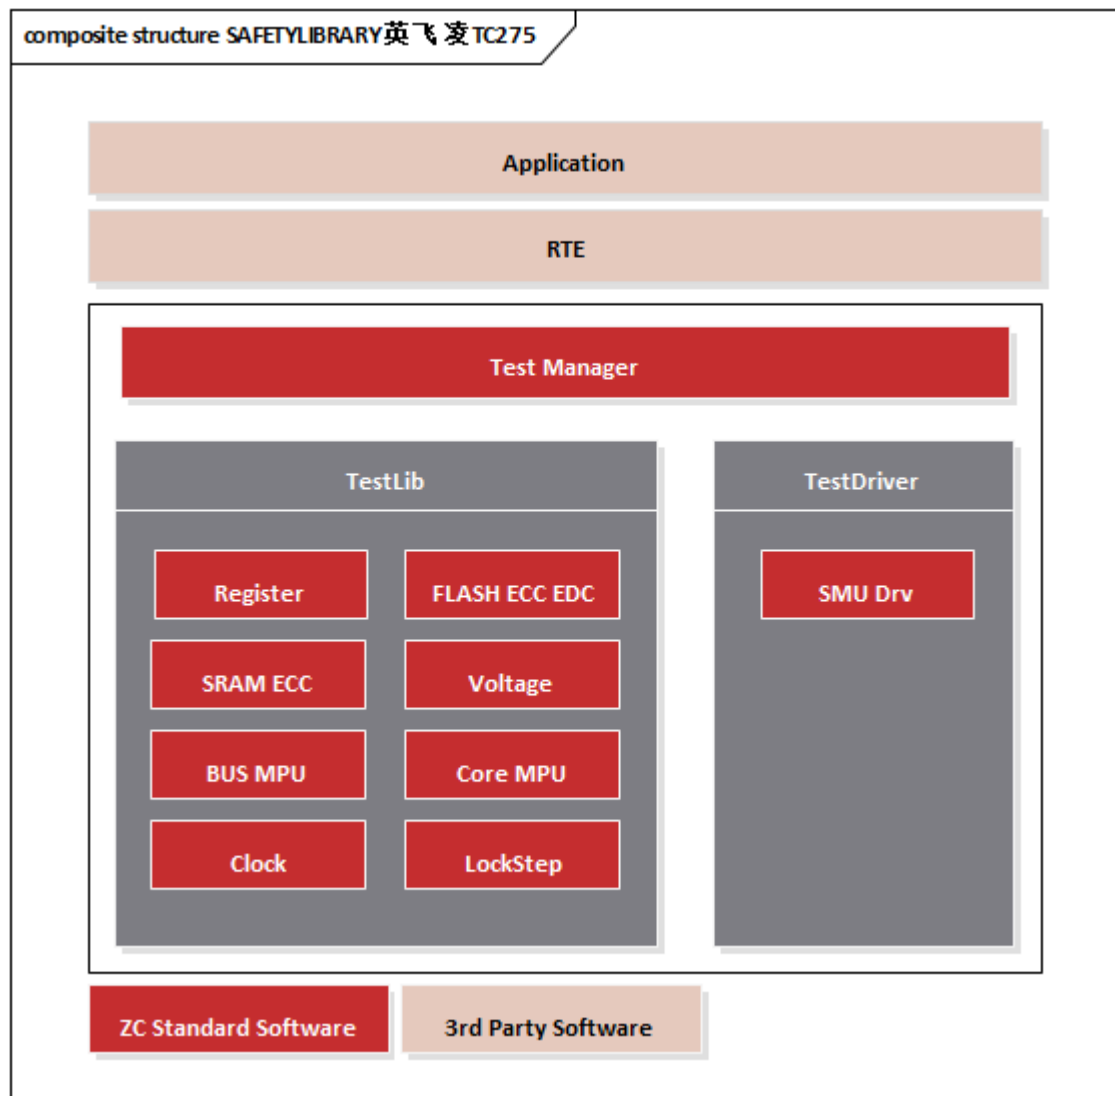 composite structure SAFETYLIBRARY英飞凌TC275
Application
RTE
Test Manager
TestLib
TestDriver
Register
FLASH ECC EDC
SMU Drv
SRAM ECC
Voltage
BUS MPU
Core MPU
Clock
LockStep
ZC Standard Software
3rd Party Software